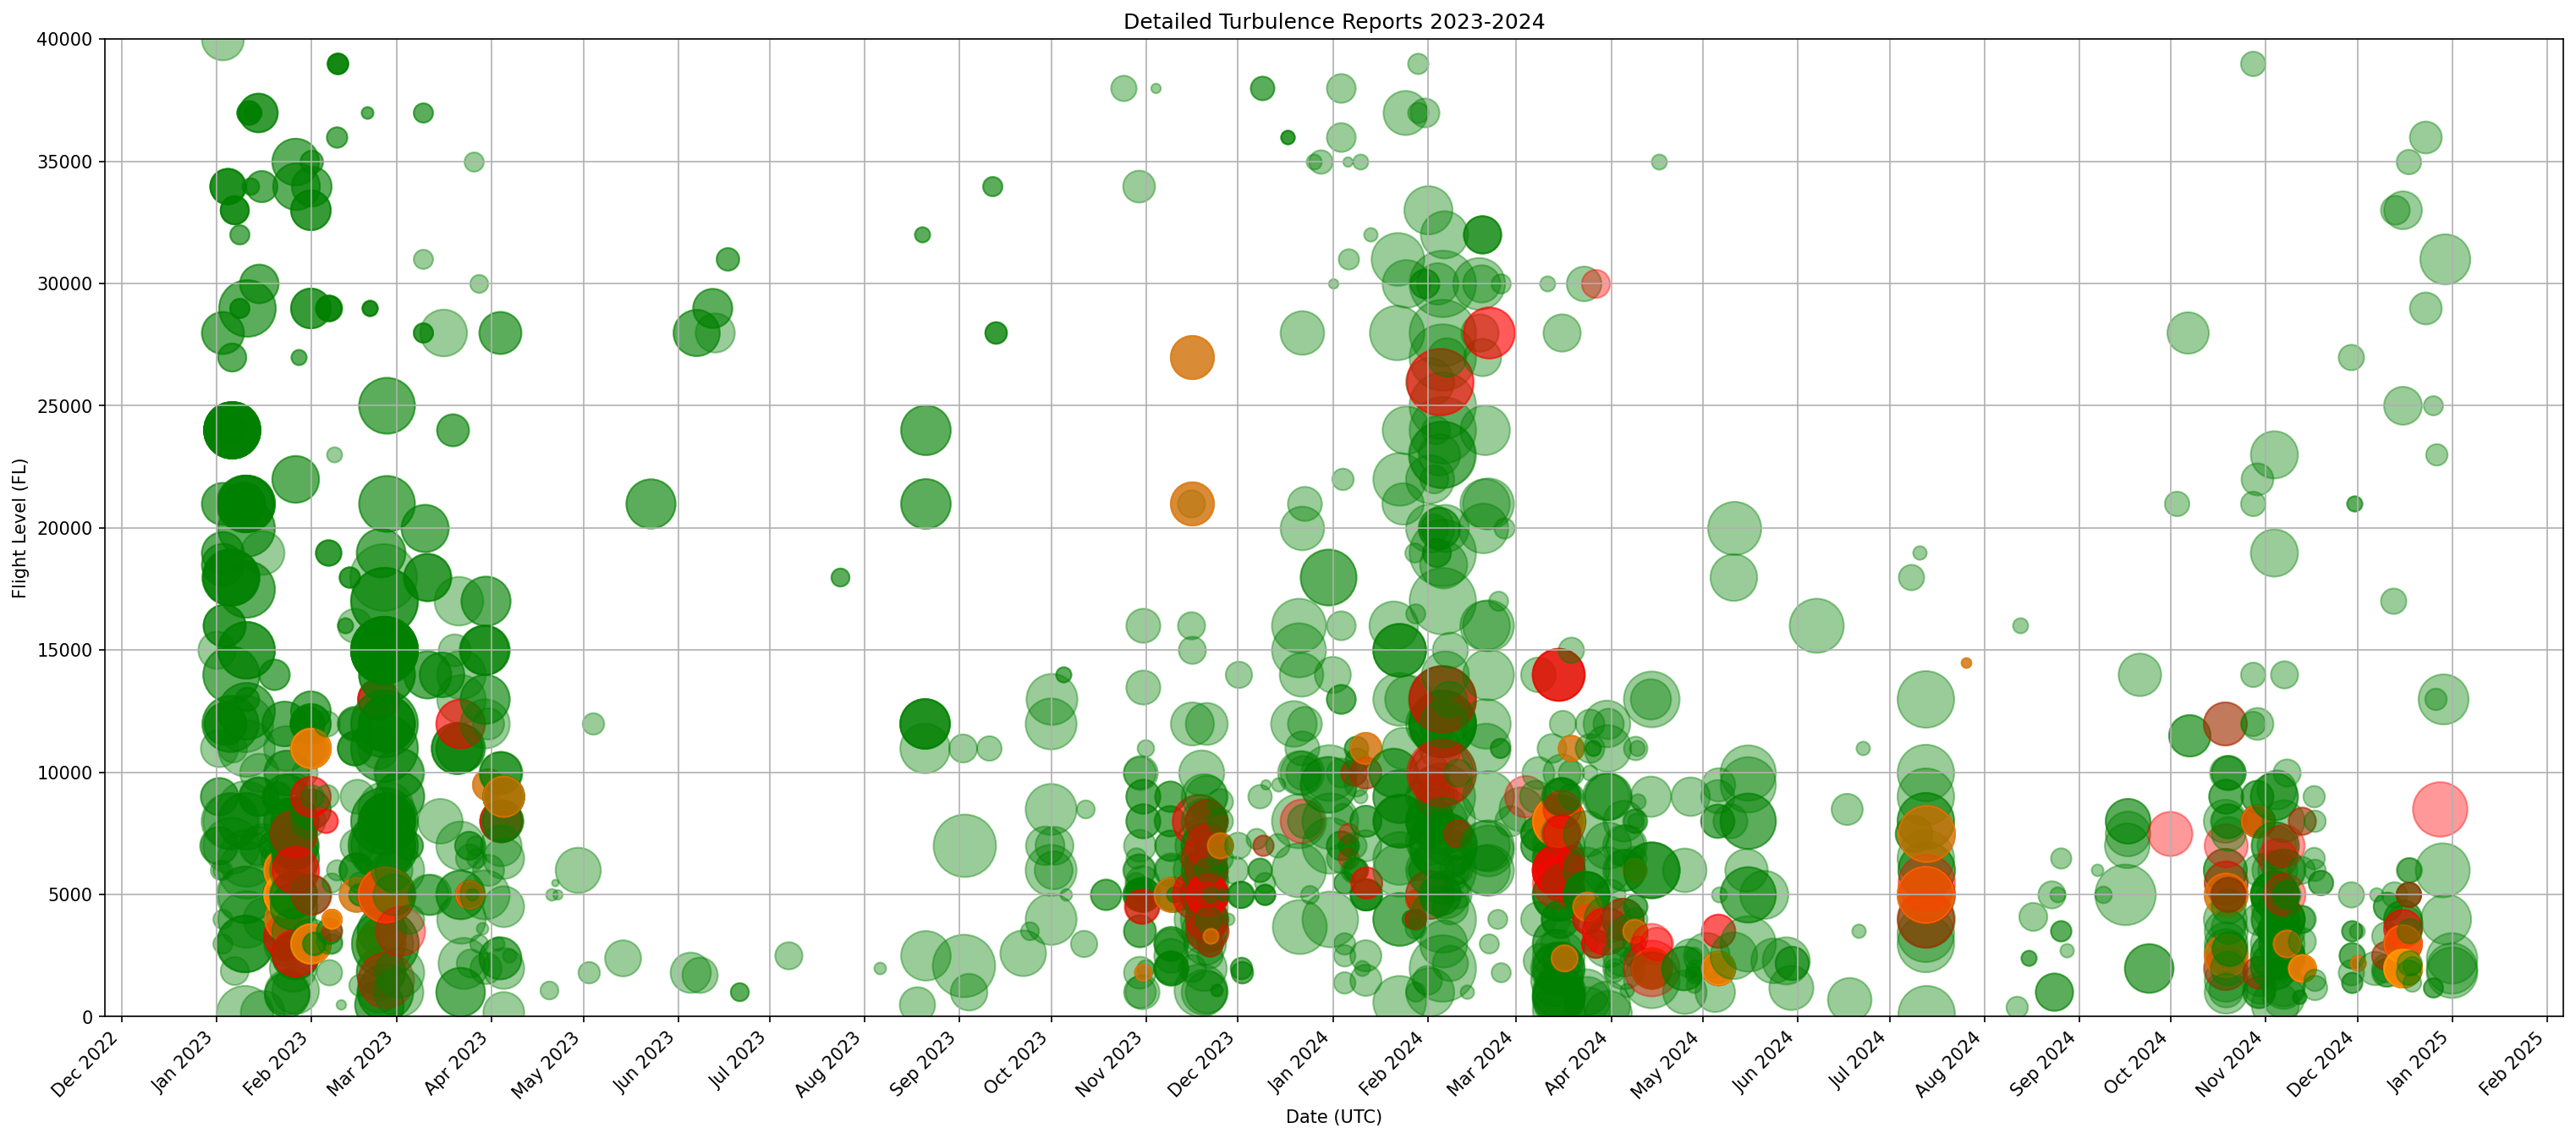 Detailed Turbulence Reports 2023-2024
Flight Level (FL)
40000
35000
30000
25000
20000
15000
10000
5000
0
Dec 2022
Jan 2023
Feb 2023
Mar 2023
Apr 2023
May 2023
Jun 2023
Jul 2023
Aug 2023
Sep 2023
Oct 2023
Nov 2023
Dec 2023
Jan 2024
Feb 2024
Mar 2024
Apr 2024
May 2024
Jun 2024
Jul 2024
Aug 2024
Sep 2024
Oct 2024
Nov 2024
Dec 2024
Jan 2025
Feb 2025
Date (UTC)